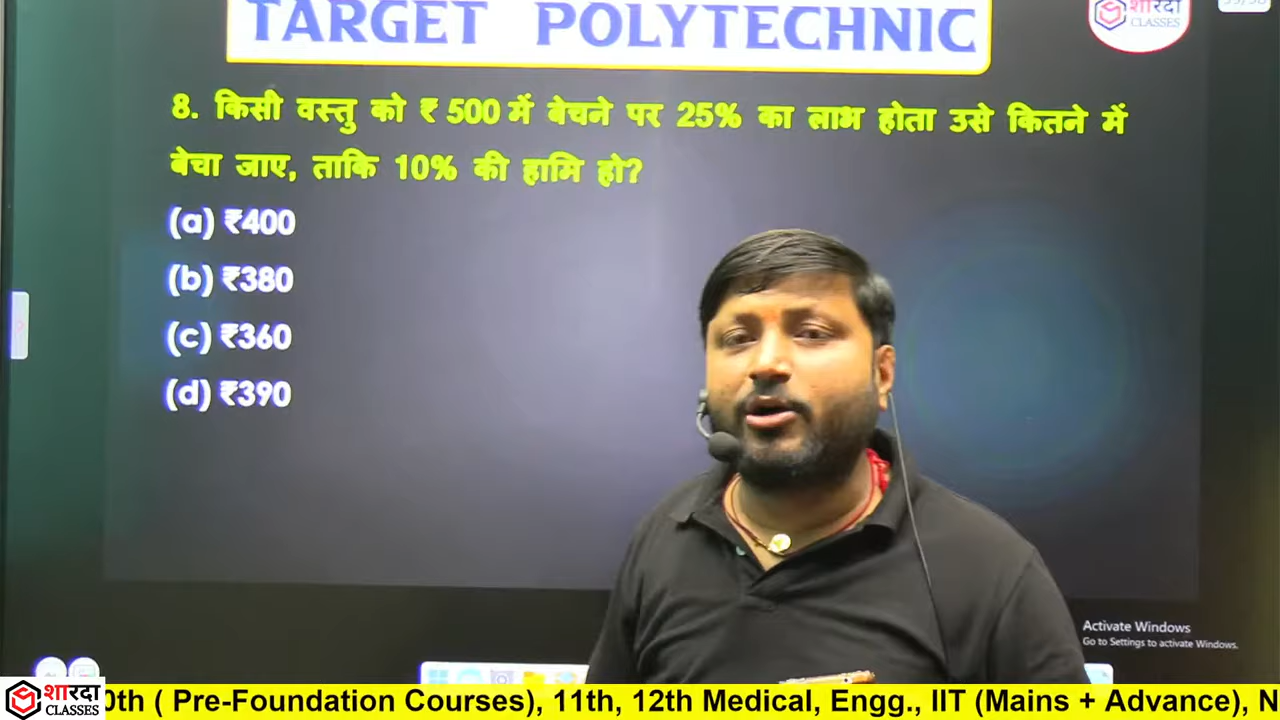 TARGET POLYTECHNIC
शारदा
CLASSES
8. किसी वस्तु को ₹ 500 में बेचने पर 25% का लाभ होता उसे कितने में
बेचा जाए, ताकि 10% की हामि हो?
(a) ₹400
(b) ₹380
(c) ₹360
(d) ₹390
Activate Windows
Go to Settings to activate Windows.
शारदा
CLASSES
0th ( Pre-Foundation Courses), 11th, 12th Medical, Engg., IIT (Mains + Advance), N